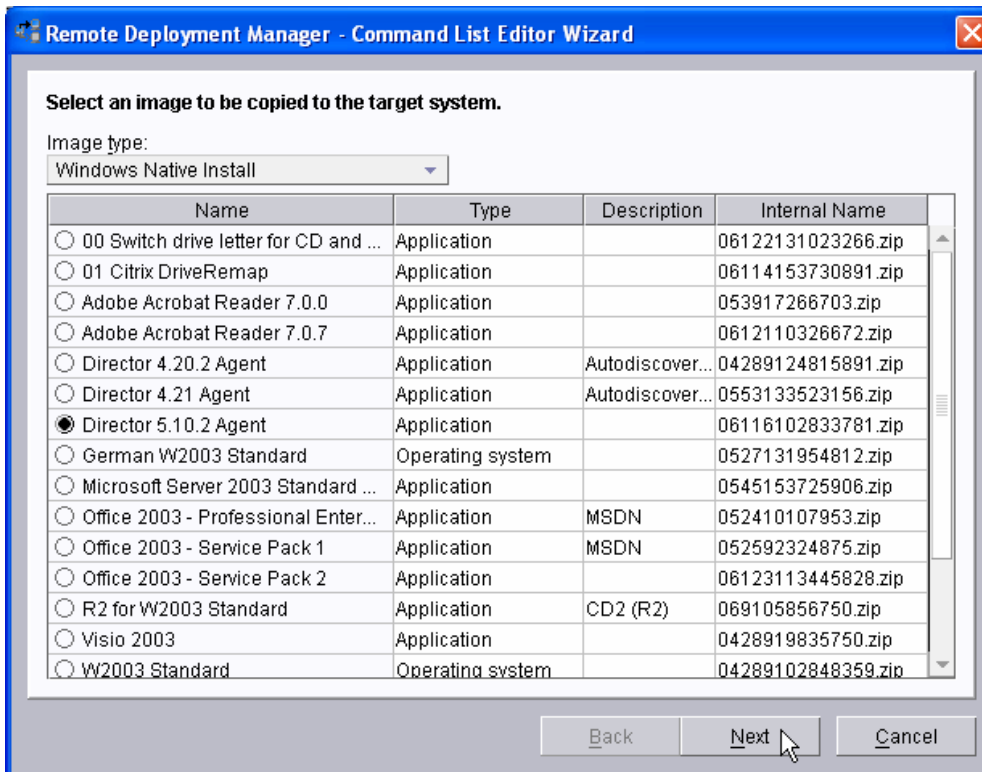 Remote Deployment Manager - Command List Editor Wizard
Select an image to be copied to the target system.
Image type:
Windows Native Install
Name Type Description Internal Name
00 Switch drive letter for CD and ... Application 06122131023266.zip
01 Citrix DriveRemap Application 06114153730891.zip
Adobe Acrobat Reader 7.0.0 Application 053917266703.zip
Adobe Acrobat Reader 7.0.7 Application 0612110326672.zip
Director 4.20.2 Agent Application Autodiscover... 04289124815891.zip
Director 4.21 Agent Application Autodiscover... 0553133523156.zip
Director 5.10.2 Agent Application 06116102833781.zip
German W2003 Standard Operating system 0527131954812.zip
Microsoft Server 2003 Standard ... Application 0545153725906.zip
Office 2003 - Professional Enter... Application MSDN 052410107953.zip
Office 2003 - Service Pack 1 Application MSDN 052592324875.zip
Office 2003 - Service Pack 2 Application 06123113445828.zip
R2 for W2003 Standard Application CD2 (R2) 069105856750.zip
Visio 2003 Application 0428919835750.zip
W2003 Standard Operating system 04289102848359.zip
Back Next Cancel